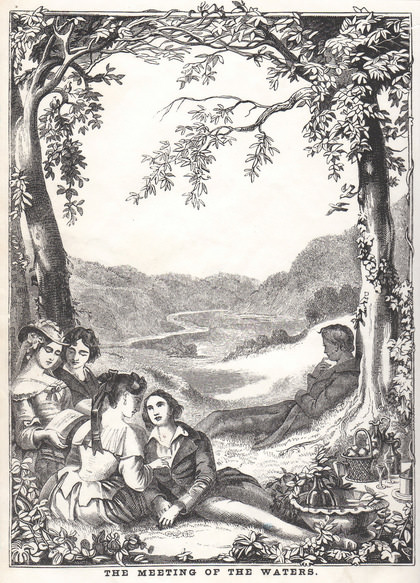 THE MEETING OF THE WATERS.